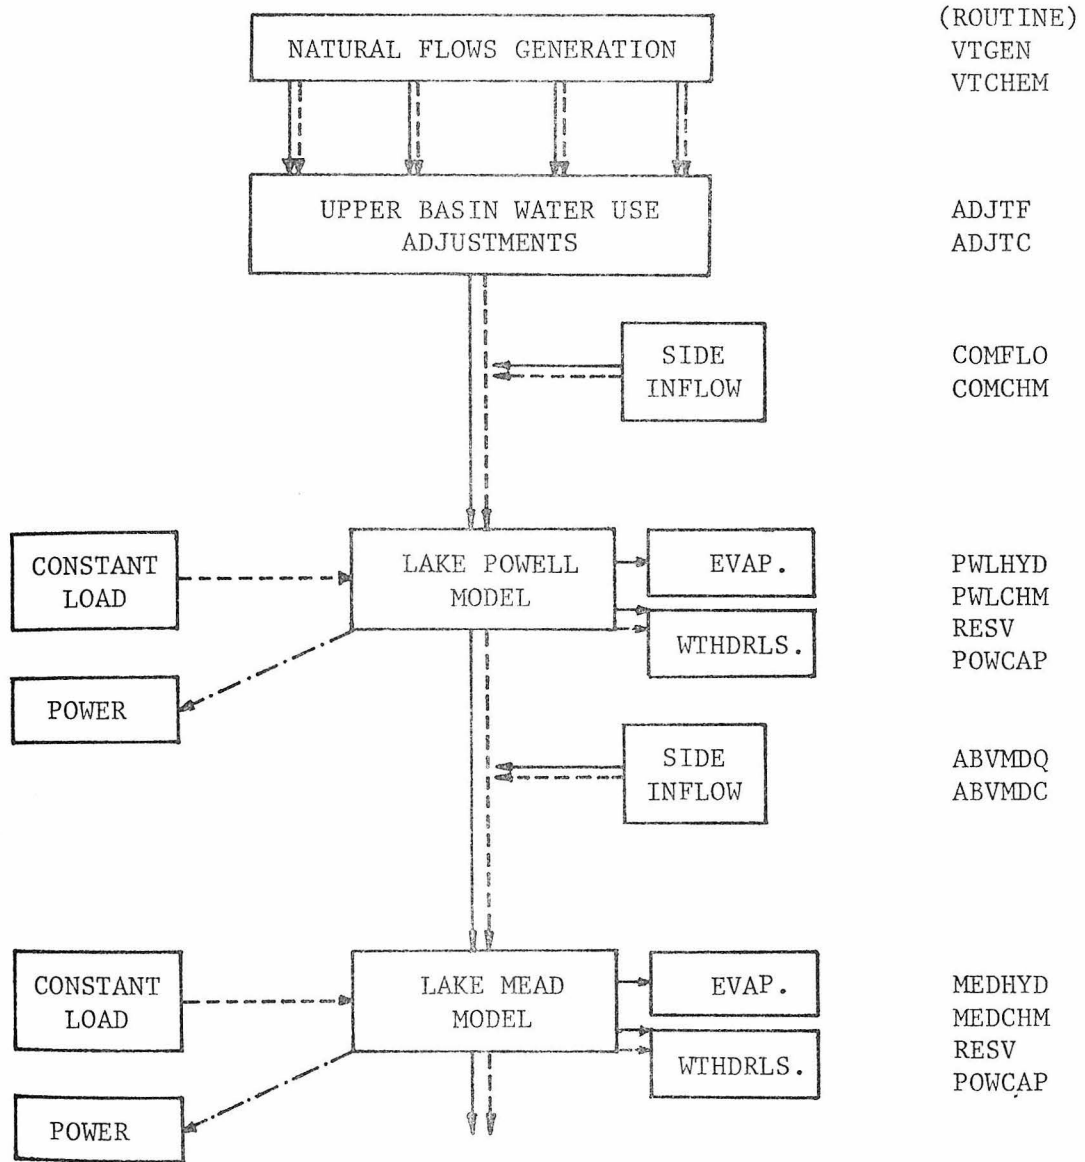 (ROUTINE)
NATURAL FLOWS GENERATION
VTGEN
VTCHEM
UPPER BASIN WATER USE
ADJUSTMENTS
ADJTF
ADJTC
SIDE
INFLOW
COMFLO
COMCHM
CONSTANT
LOAD
LAKE POWELL
MODEL
EVAP.
WTHDRLS.
POWER
PWLHYD
PWLCHM
RESV
POWCAP
SIDE
INFLOW
ABVMDQ
ABVMDC
CONSTANT
LOAD
LAKE MEAD
MODEL
EVAP.
WTHDRLS.
POWER
MEDHYD
MEDCHM
RESV
POWCAP